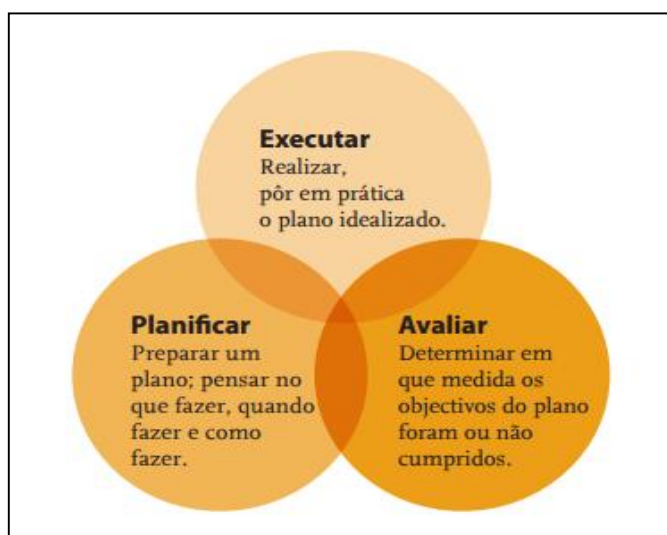 Executar
Realizar,
pôr em prática
o plano idealizado.
Planificar
Preparar um
plano; pensar no
que fazer, quando
fazer e como
fazer.
Avaliar
Determinar em
que medida os
objectivos do plano
foram ou não
cumpridos.